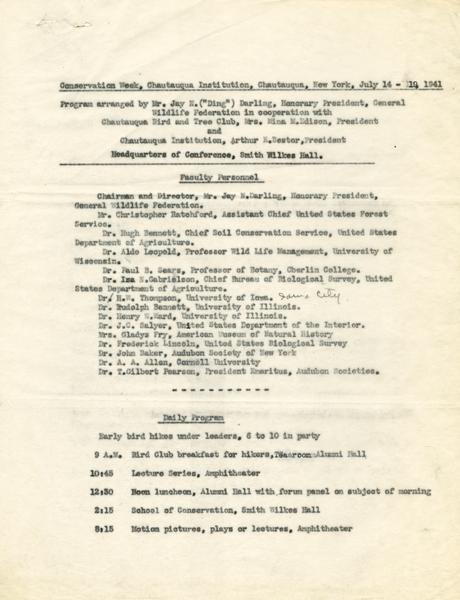 Conservation Week, Chautauqua Institution, Chautauqua, New York, July 14 - 19, 1941
Program arranged by Mr. Jay N.("Ding") Darling, Honorary President, General
Wildlife Federation in cooperation with
Chautauqua Bird and Tree Club, Mrs. Mina M.Edison, President
and
Chautauqua Institution, Arthur E.Bestor,President
Headquarters of Conference, Smith Wilkes Hall.
Faculty Personnel
Chairman and Director, Mr. Jay N.Darling, Honorary President,
General Wildlife Federation.
Mr. Christopher Ratchford, Assistant Chief United States Forest
Service.
Dr. Hugh Bennett, Chief Soil Conservation Service, United States
Department of Agriculture.
Dr. Aldo Leopold, Professor Wild Life Management, University of
Wisconsin.
Dr. Paul B. Sears, Professor of Botany, Oberlin College.
Dr. Ira N.Gabrielson, Chief Bureau of Biological Survey, United
States Department of Agriculture.
Dr. H.W. Thompson, University of Iowa. Iowa City.
Dr. Rudolph Bennett, University of Illinois.
Dr. Henry W.Ward, University of Illinois.
Dr. J.C. Salyer, United States Department of the Interior.
Mrs. Gladys Fry, American Museum of Natural History
Dr. Frederick Lincoln, United States Biological Survey
Dr. John Baker, Audubon Society of New York
Dr. A. A. Allen, Cornell University
Dr. T.Gilbert Pearson, President Emeritus, Audubon Societies.
- - - - - - - - - - -
Daily Program
Early bird hikes under leaders, 6 to 10 in party
9 A.M. Bird Club breakfast for hikers, Alumni Hall
10:45 Lecture Series, Amphitheater
12:30 Noon luncheon, Alumni Hall with forum panel on subject of morning
2:15 School of Conservation, Smith Wilkes Hall
8:15 Motion pictures, plays or lectures, Amphitheater